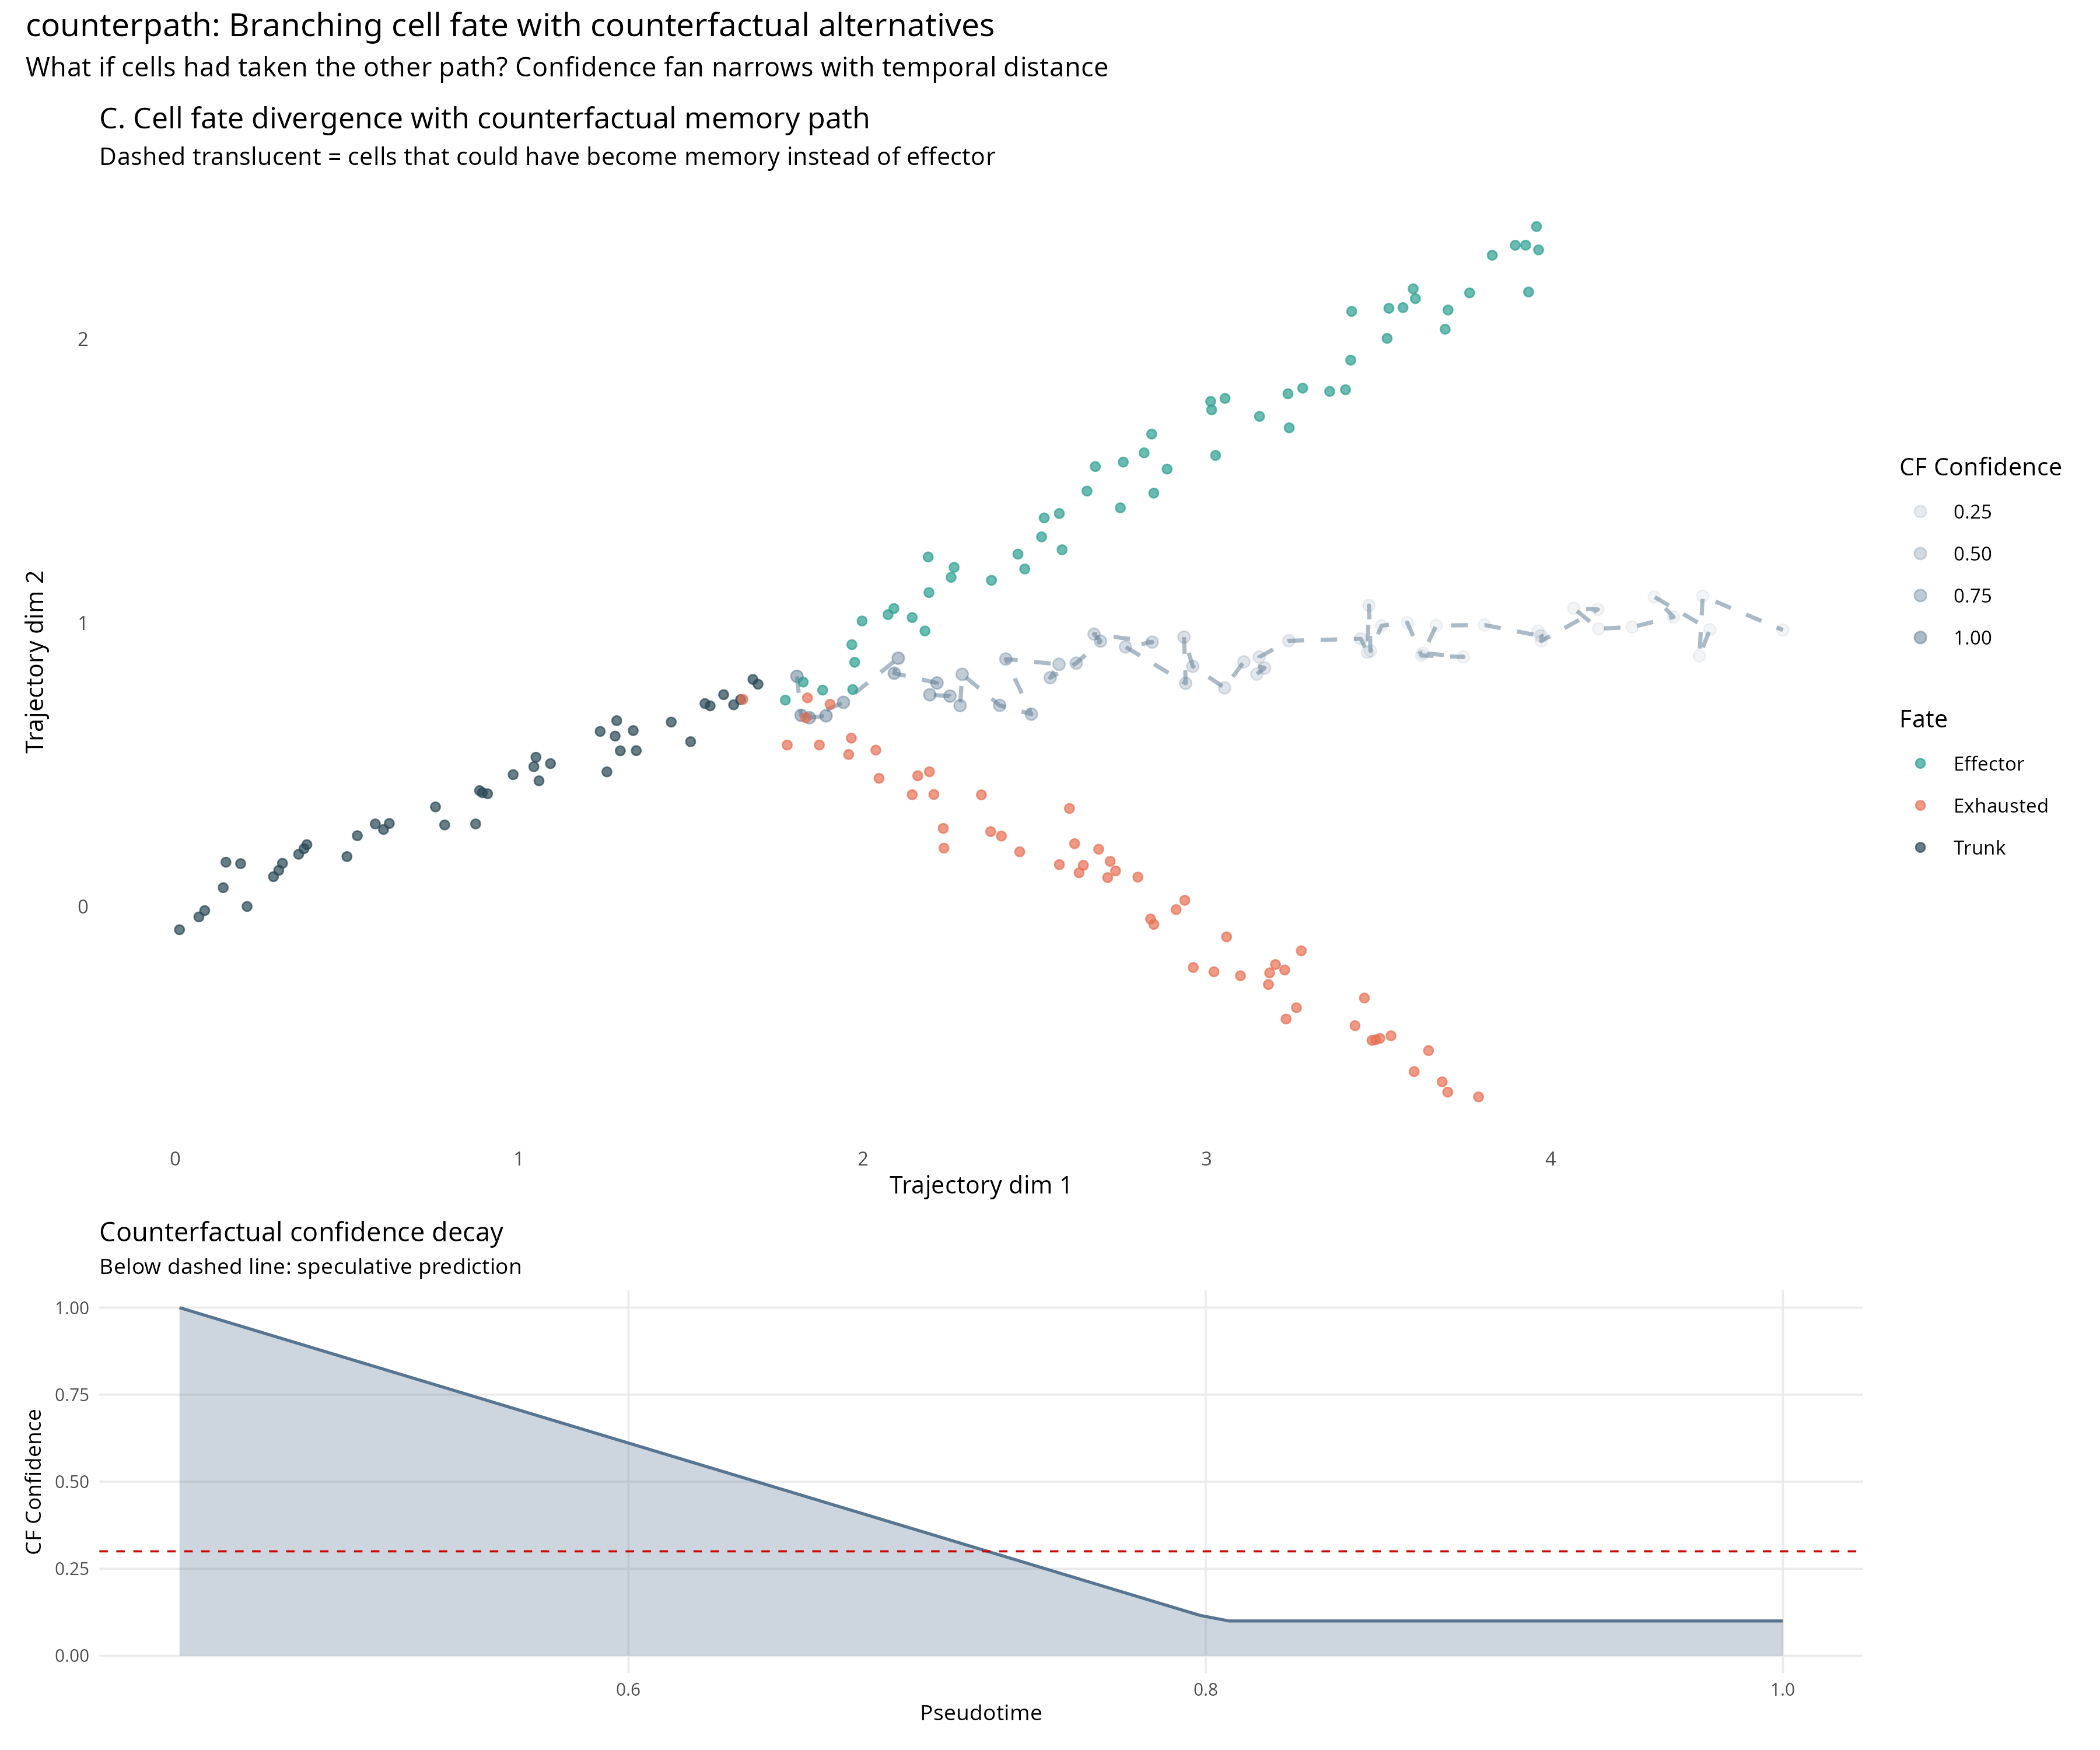 counterpath: Branching cell fate with counterfactual alternatives
What if cells had taken the other path? Confidence fan narrows with temporal distance
C. Cell fate divergence with counterfactual memory path
Dashed translucent = cells that could have become memory instead of effector
2
1
0
Trajectory dim 2
0
1
2
3
4
Trajectory dim 1
CF Confidence
0.25
0.50
0.75
1.00
Fate
Effector
Exhausted
Trunk
Counterfactual confidence decay
Below dashed line: speculative prediction
1.00
0.75
0.50
0.25
0.00
CF Confidence
0.6
0.8
1.0
Pseudotime